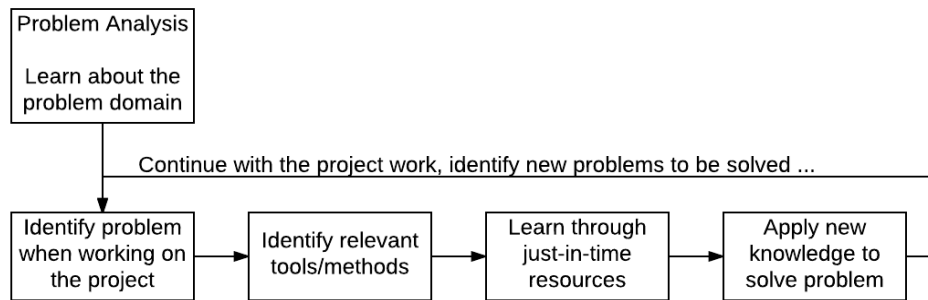 Problem Analysis
Learn about the
problem domain
Continue with the project work, identify new problems to be solved ...
Identify problem
when working on
the project
Identify relevant
tools/methods
Learn through
just-in-time
resources
Apply new
knowledge to
solve problem